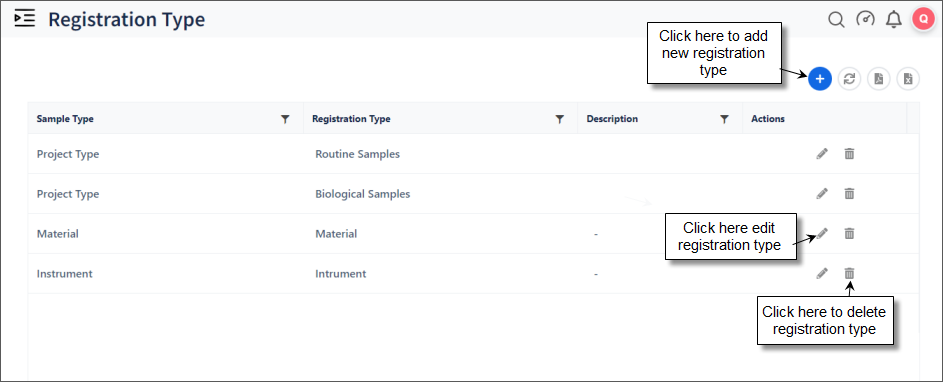 Registration Type
Q
Click here to add
new registration
type
+
Sample Type
Registration Type
Description
Actions
Project Type
Routine Samples
Project Type
Biological Samples
Material
Material
-
Click here edit
registration type
Instrument
Intrument
-
Click here to delete
registration type